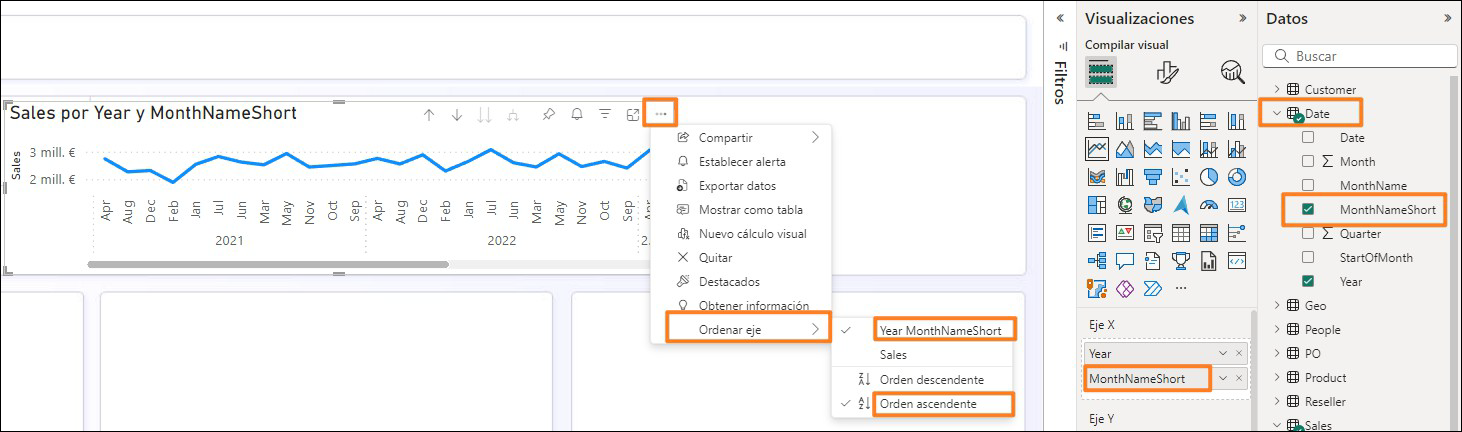 Sales por Year y MonthNameShort
Sales
3 mill. €
2 mill. €
Apr Aug Dec Feb Jan Jul Jun Mar May Nov Oct Sep Apr Aug Dec Feb Jan Jul Jun Mar May Nov Oct Sep Apr
2021 2022 2...
Compartir
Establecer alerta
Exportar datos
Mostrar como tabla
Nuevo cálculo visual
Quitar
Destacados
Obtener información
Ordenar eje
Year MonthNameShort
Sales
Orden descendente
Orden ascendente
Filtros
Visualizaciones
Compilar visual
Eje X
Year
MonthNameShort
Eje Y
Datos
Buscar
Customer
Date
Date
Month
MonthName
MonthNameShort
Quarter
StartOfMonth
Year
Geo
People
PO
Product
Reseller
Sales